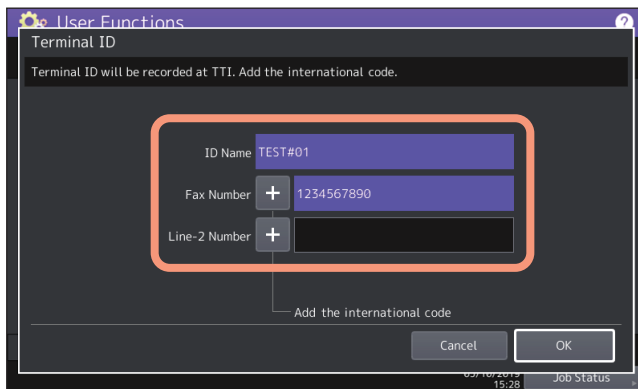 User Functions ?
Terminal ID
Terminal ID will be recorded at TTI. Add the international code.
ID Name TEST#01
Fax Number + 1234567890
Line-2 Number +
Add the international code
Cancel OK
15:28 Job Status